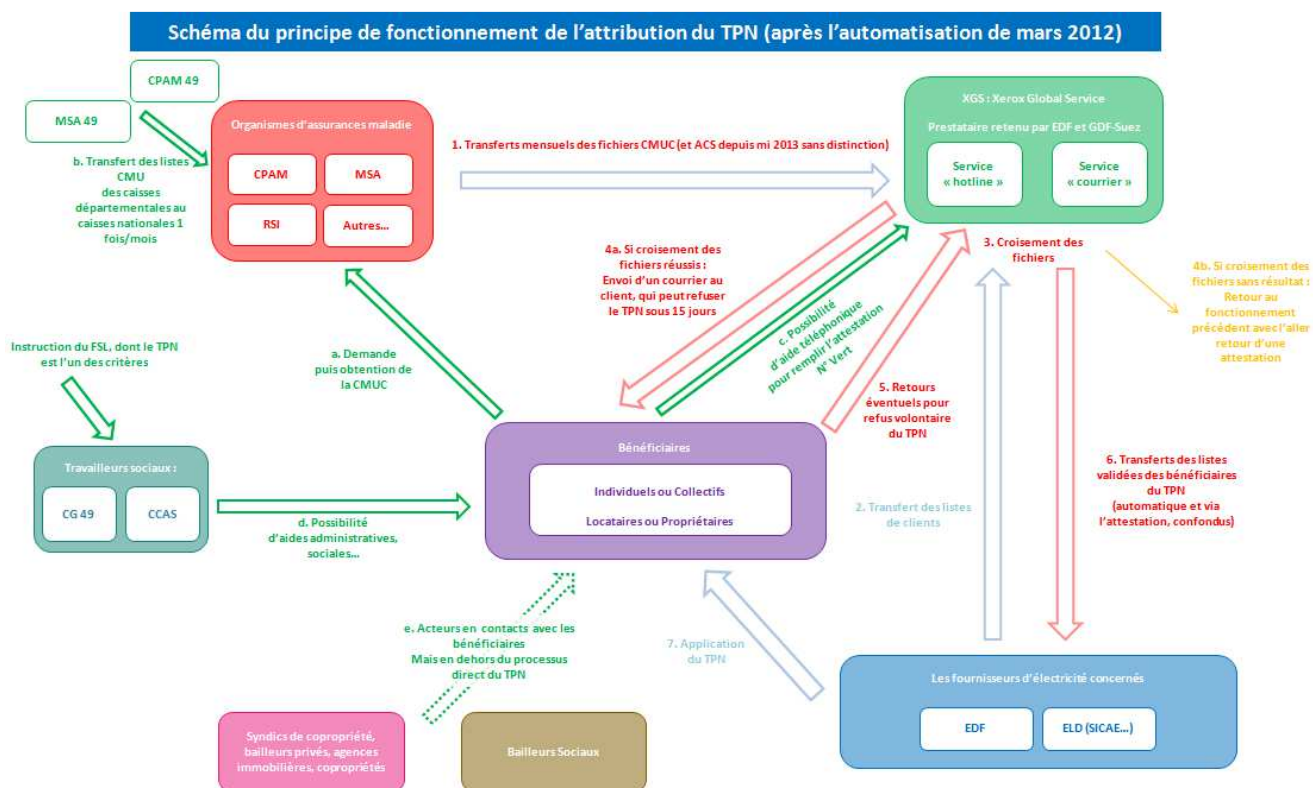 Schéma du principe de fonctionnement de l'attribution du TPN (après l'automatisation de mars 2012)
CPAM 49
MSA 49
b. Transfert des listes
CMU
des caisses
départementales au
caisses nationales 1
fois/mois
Organismes d'assurances maladie
CPAM
MSA
RSI
Autres...
1. Transferts mensuels des fichiers CMUC (et ACS depuis mi 2013 sans distinction)
XGS : Xerox Global Service
Prestataire retenu par EDF et GDF-Suez
Service
« hotline »
Service
« courrier »
4a. Si croisement des
fichiers réussis :
Envoi d'un courrier au
client, qui peut refuser
le TPN sous 15 jours
c. Possibilité
d'aide téléphonique
pour remplir l'attestation
N° Vert
3. Croisement des
fichiers
4b. Si croisement des
fichiers sans résultat :
Retour au
fonctionnement
précédent avec l'aller
retour d'une
attestation
Instruction du FSL, dont le TPN
est l'un des critères
a. Demande
puis obtention de
la CMUC
5. Retours
éventuels pour
refus volontaire
du TPN
Travailleurs sociaux :
CG 49
CCAS
d. Possibilité
d'aides administratives,
sociales...
Bénéficiaires
Individuels ou Collectifs
Locataires ou Propriétaires
2. Transfert des listes
de clients
6. Transferts des listes
validées des bénéficiaires
du TPN
(automatique et via
l'attestation, confondus)
e. Acteurs en contacts avec les
bénéficiaires
Mais en dehors du processus
direct du TPN
7. Application
du TPN
Syndics de copropriété,
bailleurs privés, agences
immobilières, copropriétés
Bailleurs Sociaux
Les fournisseurs d'électricité concernés
EDF
ELD (SICAE...)